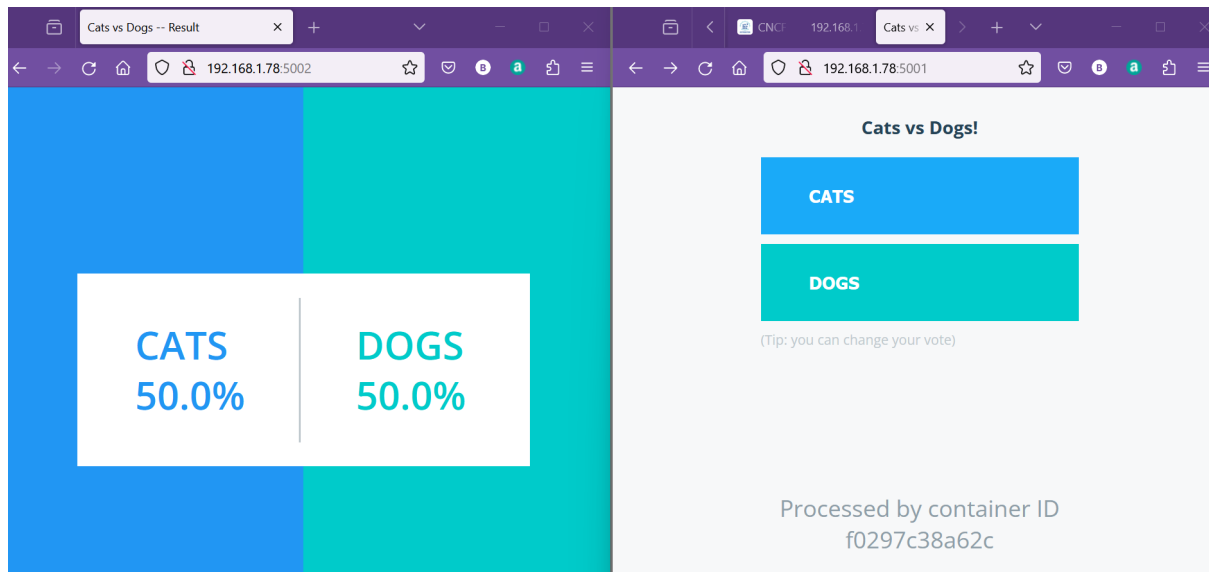 Cats vs Dogs -- Result
192.168.1.78:5002
B
a
CATS
50.0%
DOGS
50.0%
CNCF
192.168.1
Cats vs
192.168.1.78:5001
B
a
Cats vs Dogs!
CATS
DOGS
(Tip: you can change your vote)
Processed by container ID
f0297c38a62c